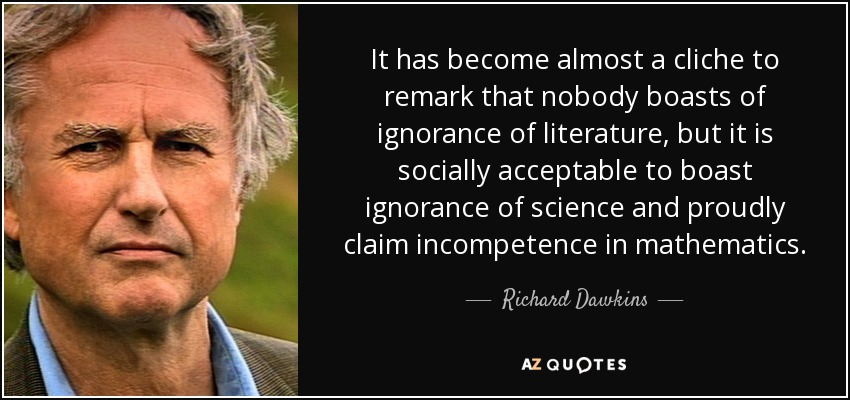 It has become almost a cliche to
remark that nobody boasts of
ignorance of literature, but it is
socially acceptable to boast
ignorance of science and proudly
claim incompetence in mathematics.
Richard Dawkins
AZ QUOTES